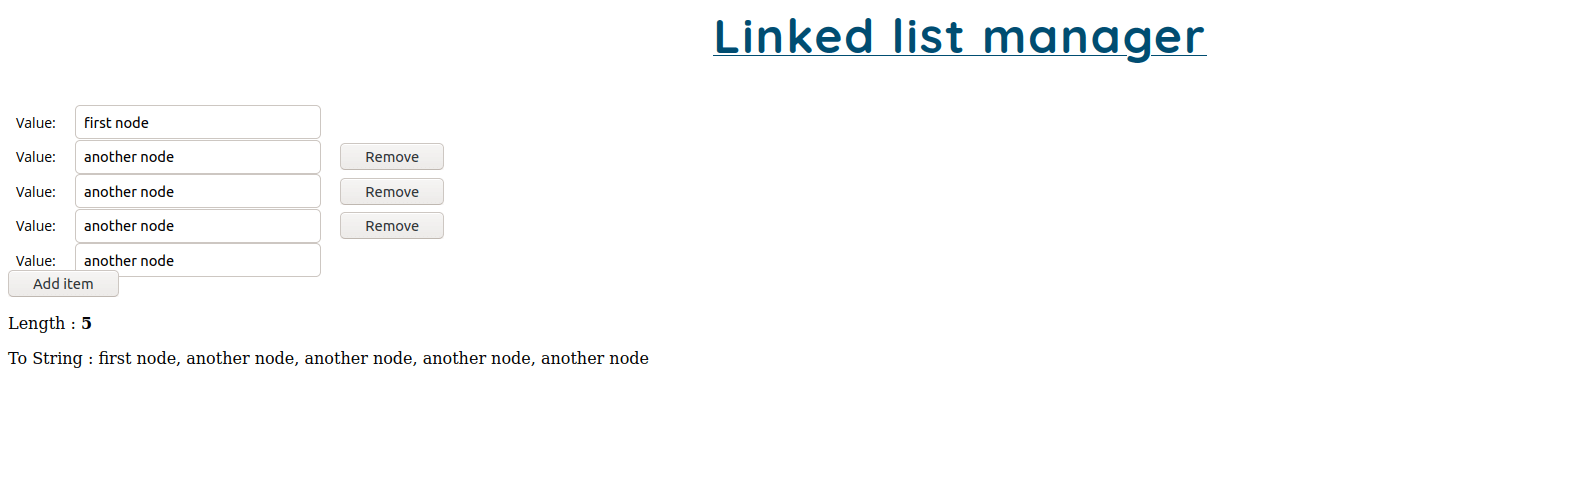 Linked list manager
Value: first node
Value: another node Remove
Value: another node Remove
Value: another node Remove
Value: another node
Add item
Length : 5
To String : first node, another node, another node, another node, another node